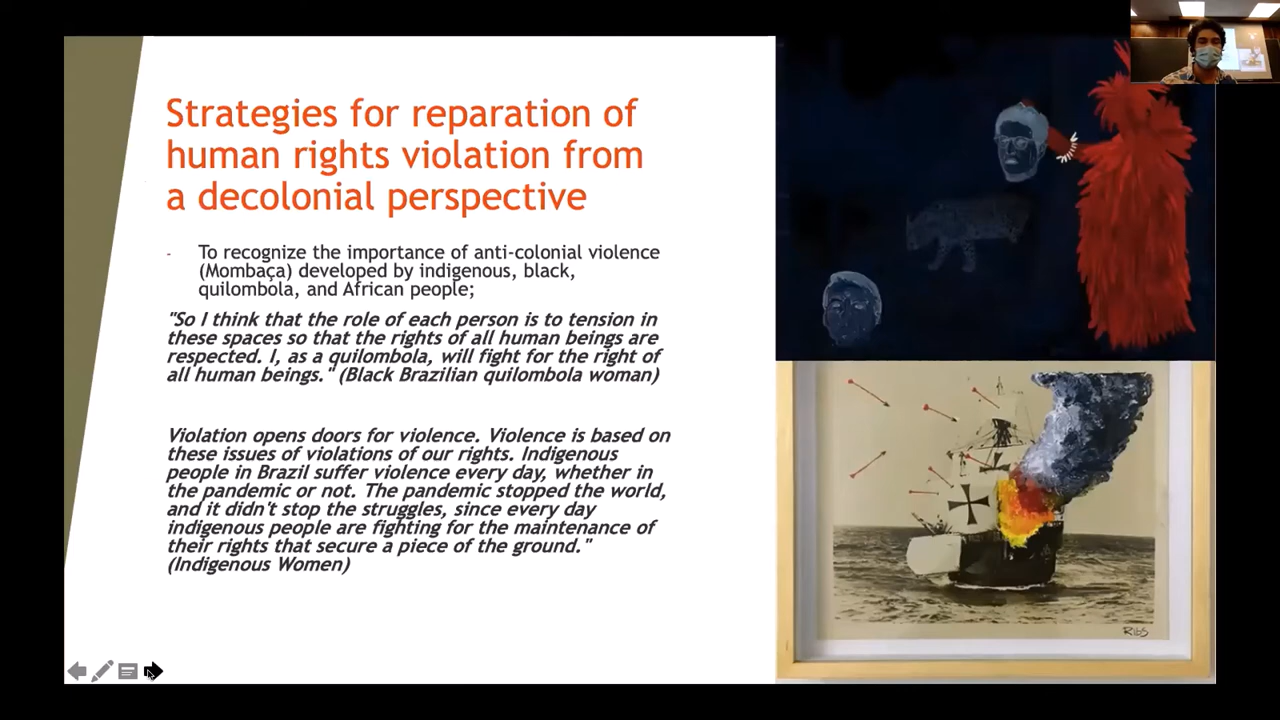 Strategies for reparation of
human rights violation from
a decolonial perspective
- To recognize the importance of anti-colonial violence
(Mombaça) developed by indigenous, black,
quilombola, and African people;
"So I think that the role of each person is to tension in
these spaces so that the rights of all human beings are
respected. I, as a quilombola, will fight for the right of
all human beings." (Black Brazilian quilombola woman)
Violation opens doors for violence. Violence is based on
these issues of violations of our rights. Indigenous
people in Brazil suffer violence every day, whether in
the pandemic or not. The pandemic stopped the world,
and it didn't stop the struggles, since every day
indigenous people are fighting for the maintenance of
their rights that secure a piece of the ground."
(Indigenous Women)